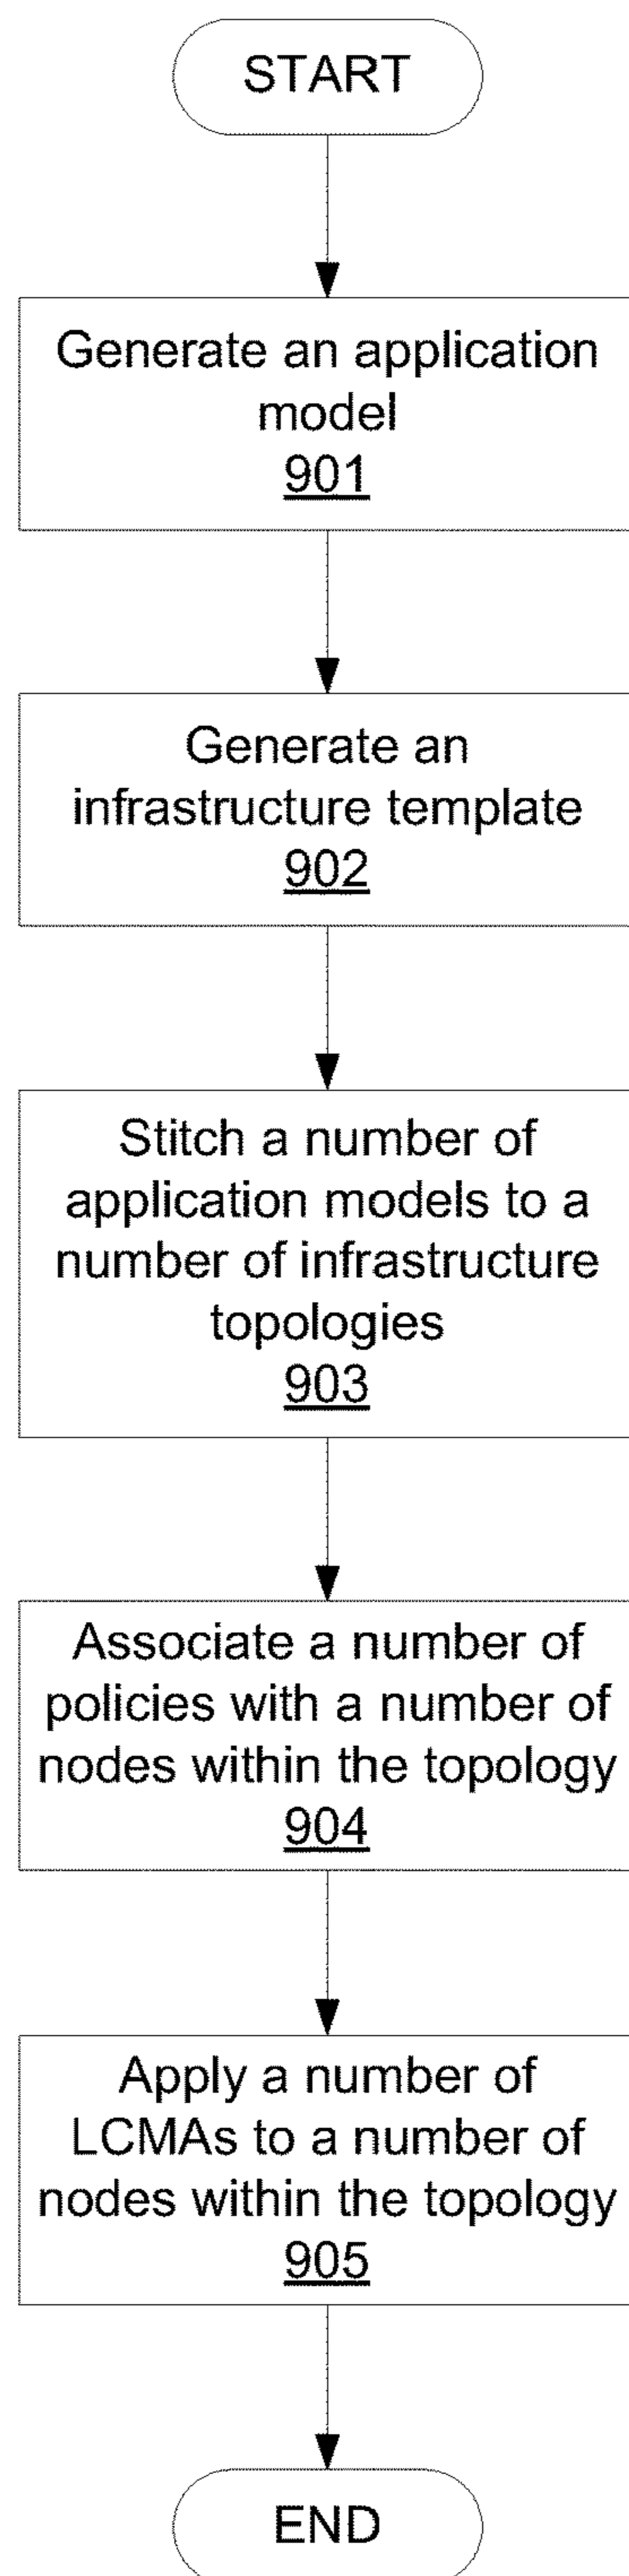 START
Generate an application
model
901
Generate an
infrastructure template
902
Stitch a number of
application models to a
number of infrastructure
topologies
903
Associate a number of
policies with a number of
nodes within the topology
904
Apply a number of
LCMAs to a number of
nodes within the topology
905
END